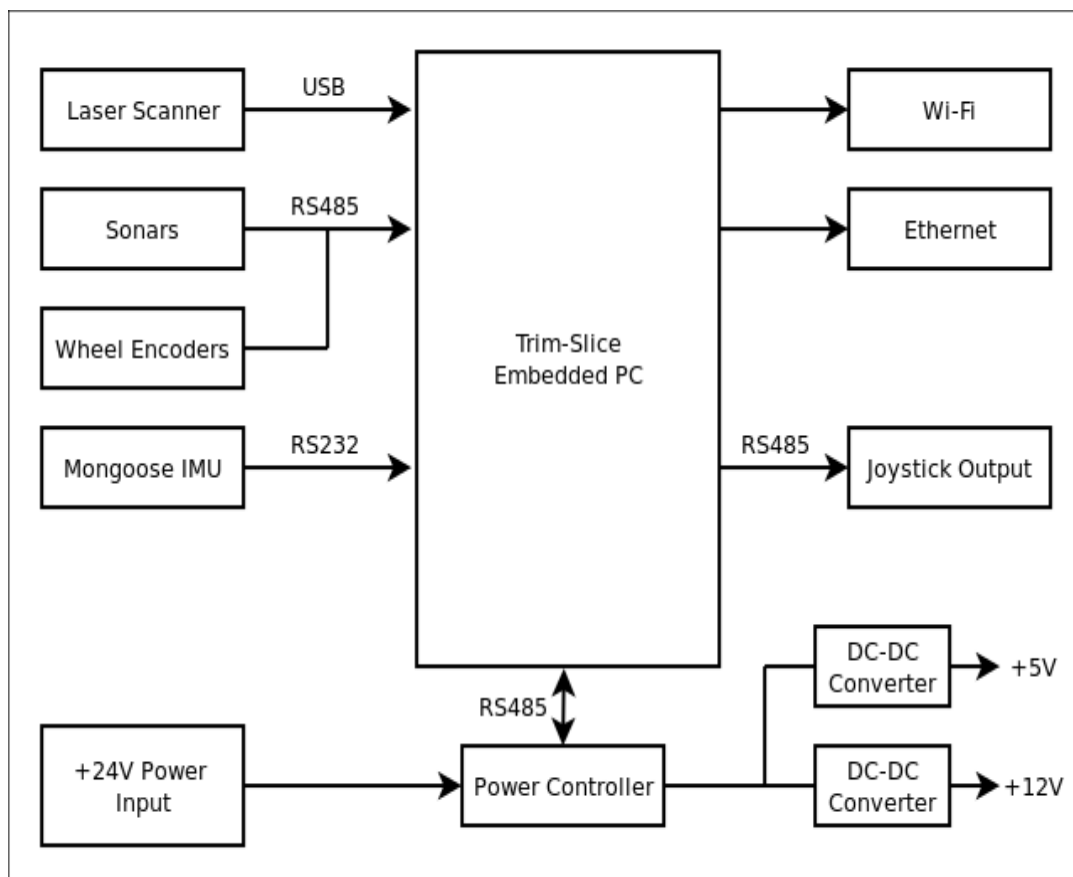 Laser Scanner
USB
Wi-Fi
Sonars
RS485
Ethernet
Wheel Encoders
Trim-Slice
Embedded PC
Mongoose IMU
RS232
RS485
Joystick Output
DC-DC
Converter
+5V
RS485
+24V Power
Input
Power Controller
DC-DC
Converter
+12V